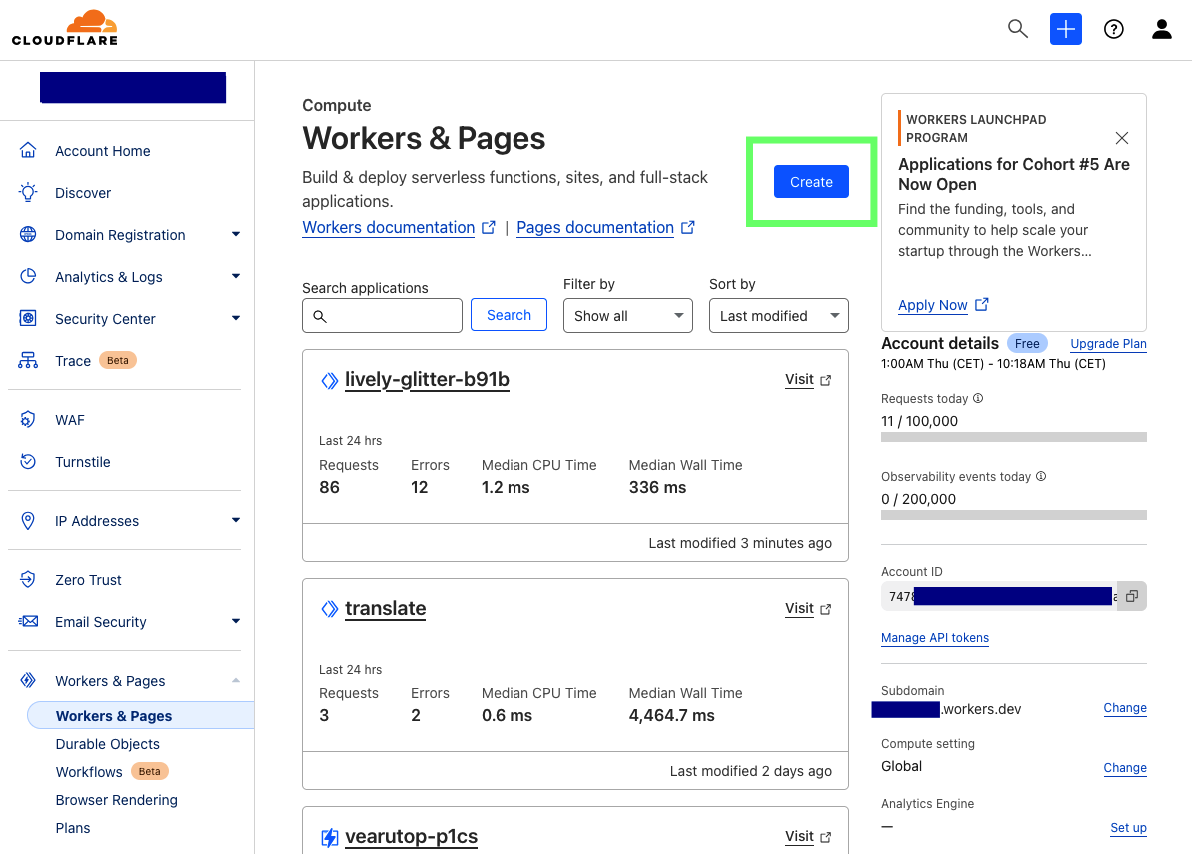 CLOUDFLARE
Account Home
Discover
Domain Registration
Analytics & Logs
Security Center
Trace Beta
WAF
Turnstile
IP Addresses
Zero Trust
Email Security
Workers & Pages
Workers & Pages
Durable Objects
Workflows Beta
Browser Rendering
Plans
Compute
Workers & Pages
Build & deploy serverless functions, sites, and full-stack
applications.
Workers documentation | Pages documentation
Create
Search applications
Search
Filter by
Show all
Sort by
Last modified
lively-glitter-b91b
Visit
Last 24 hrs
Requests Errors Median CPU Time Median Wall Time
86 12 1.2 ms 336 ms
Last modified 3 minutes ago
translate
Visit
Last 24 hrs
Requests Errors Median CPU Time Median Wall Time
3 2 0.6 ms 4,464.7 ms
Last modified 2 days ago
vearutop-p1cs
Visit
WORKERS LAUNCHPAD
PROGRAM
Applications for Cohort #5 Are
Now Open
Find the funding, tools, and
community to help scale your
startup through the Workers...
Apply Now
Account details Free Upgrade Plan
1:00AM Thu (CET) - 10:18AM Thu (CET)
Requests today
11 / 100,000
Observability events today
0 / 200,000
Account ID
747
Manage API tokens
Subdomain
.workers.dev Change
Compute setting
Global Change
Analytics Engine
— Set up